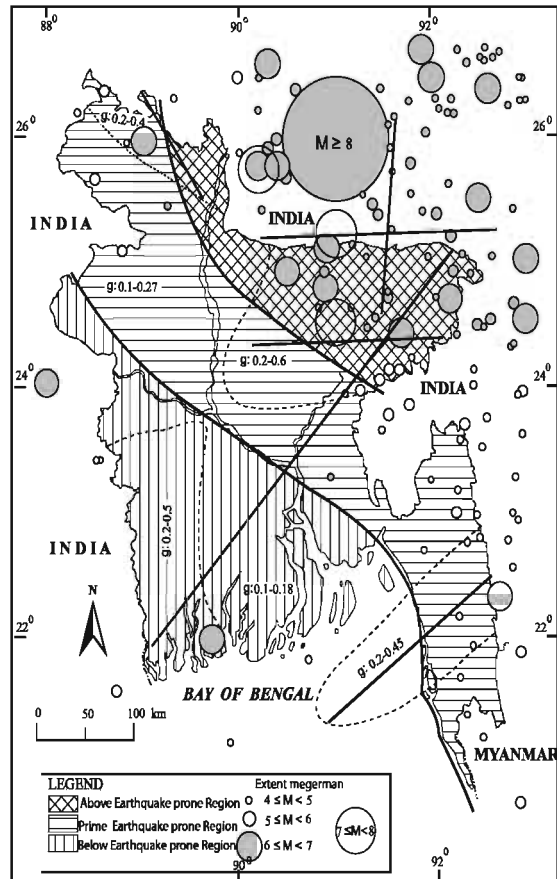 88⁰ 90⁰ 92⁰
g: 0.2-0.4
26⁰
M ≥ 8
INDIA
INDIA
g: 0.1-0.27
g: 0.2-0.6
24⁰
INDIA
g: 0.2-0.5
INDIA
g: 0.1-0.18
N
22⁰
g: 0.2-0.45
BAY OF BENGAL
0 50 100
km
MYANMAR
LEGEND
Above Earthquake prone Region
Prime Earthquake prone Region
Below Earthquake prone Region
Extent megerman
4 ≤ M < 5
5 ≤ M < 6
6 ≤ M < 7
7 ≤ M < 8
90⁰ 92⁰